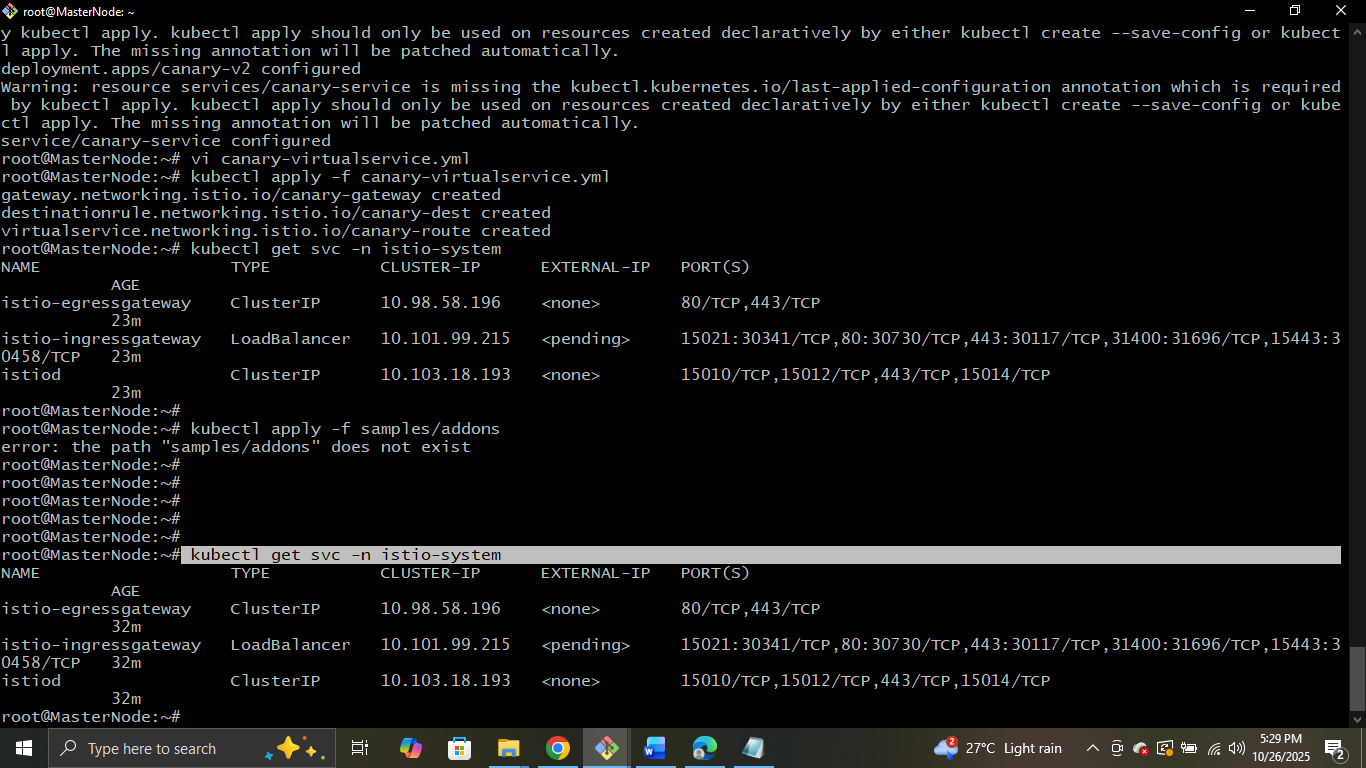 root@MasterNode: ~
y kubectl apply. kubectl apply should only be used on resources created declaratively by either kubectl create --save-config or kubect
l apply. The missing annotation will be patched automatically.
deployment.apps/canary-v2 configured
Warning: resource services/canary-service is missing the kubectl.kubernetes.io/last-applied-configuration annotation which is required
 by kubectl apply. kubectl apply should only be used on resources created declaratively by either kubectl create --save-config or kube
ctl apply. The missing annotation will be patched automatically.
service/canary-service configured
root@MasterNode:~# vi canary-virtualservice.yml
root@MasterNode:~# kubectl apply -f canary-virtualservice.yml
gateway.networking.istio.io/canary-gateway created
destinationrule.networking.istio.io/canary-dest created
virtualservice.networking.istio.io/canary-route created
root@MasterNode:~# kubectl get svc -n istio-system
NAME                   TYPE           CLUSTER-IP      EXTERNAL-IP   PORT(S)
           AGE
istio-egressgateway    ClusterIP      10.98.58.196    <none>        80/TCP,443/TCP
           23m
istio-ingressgateway   LoadBalancer   10.101.99.215   <pending>     15021:30341/TCP,80:30730/TCP,443:30117/TCP,31400:31696/TCP,15443:3
0458/TCP   23m
istiod                 ClusterIP      10.103.18.193   <none>        15010/TCP,15012/TCP,443/TCP,15014/TCP
           23m
root@MasterNode:~#
root@MasterNode:~# kubectl apply -f samples/addons
error: the path "samples/addons" does not exist
root@MasterNode:~#
root@MasterNode:~#
root@MasterNode:~#
root@MasterNode:~#
root@MasterNode:~#
root@MasterNode:~# kubectl get svc -n istio-system
NAME                   TYPE           CLUSTER-IP      EXTERNAL-IP   PORT(S)
           AGE
istio-egressgateway    ClusterIP      10.98.58.196    <none>        80/TCP,443/TCP
           32m
istio-ingressgateway   LoadBalancer   10.101.99.215   <pending>     15021:30341/TCP,80:30730/TCP,443:30117/TCP,31400:31696/TCP,15443:3
0458/TCP   32m
istiod                 ClusterIP      10.103.18.193   <none>        15010/TCP,15012/TCP,443/TCP,15014/TCP
           32m
root@MasterNode:~#
Type here to search
2
27°C Light rain
5:29 PM
10/26/2025
2